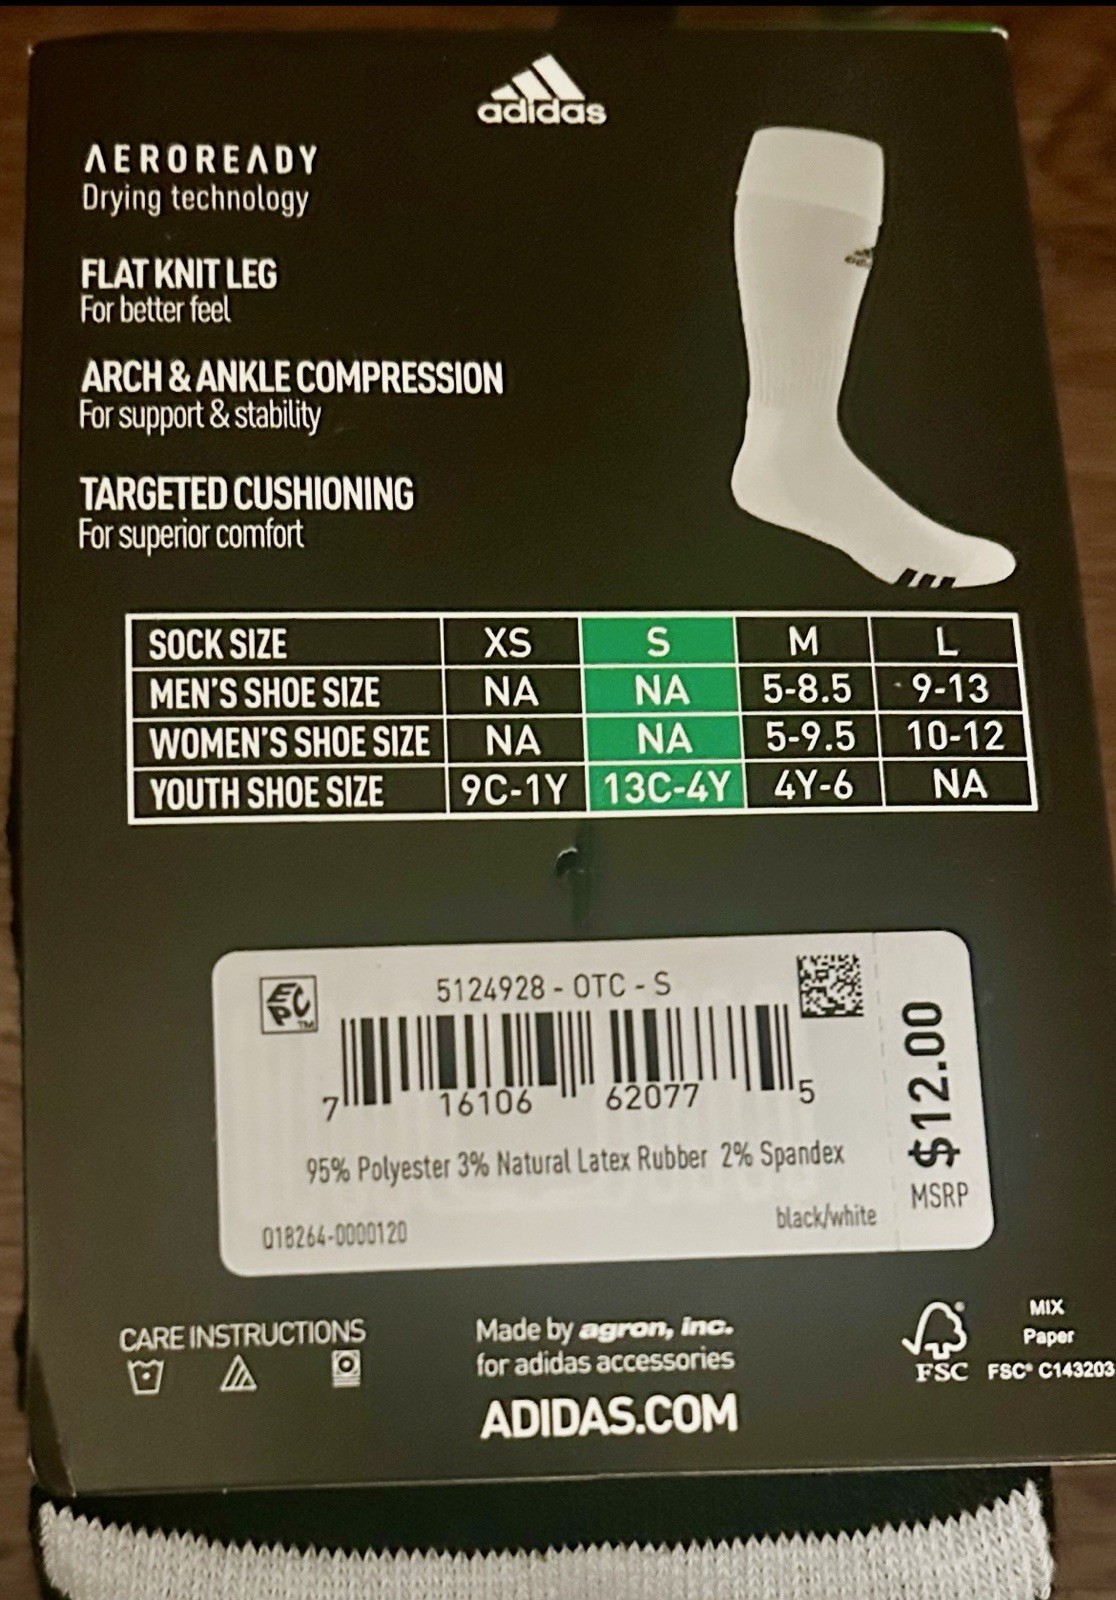 adidas
AEROREADY
Drying technology
FLAT KNIT LEG
For better feel
ARCH & ANKLE COMPRESSION
For support & stability
TARGETED CUSHIONING
For superior comfort
SOCK SIZE XS S M L
MEN'S SHOE SIZE NA NA 5-8.5 9-13
WOMEN'S SHOE SIZE NA NA 5-9.5 10-12
YOUTH SHOE SIZE 9C-1Y 13C-4Y 4Y-6 NA
EPC™
5124928 - OTC - S
7 16106 62077 5
95% Polyester 3% Natural Latex Rubber 2% Spandex
Q18264-0000120
black/white
$12.00
MSRP
CARE INSTRUCTIONS
Made by agron, inc.
for adidas accessories
ADIDAS.COM
FSC
MIX
Paper
FSC® C143203